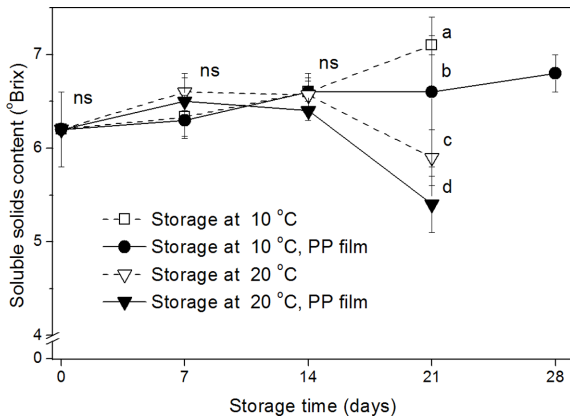 Soluble solids content (°Brix)
7
6
5
4
0
ns
ns
ns
a
b
c
d
Storage at 10 °C
Storage at 10 °C, PP film
Storage at 20 °C
Storage at 20 °C, PP film
0 7 14 21 28
Storage time (days)